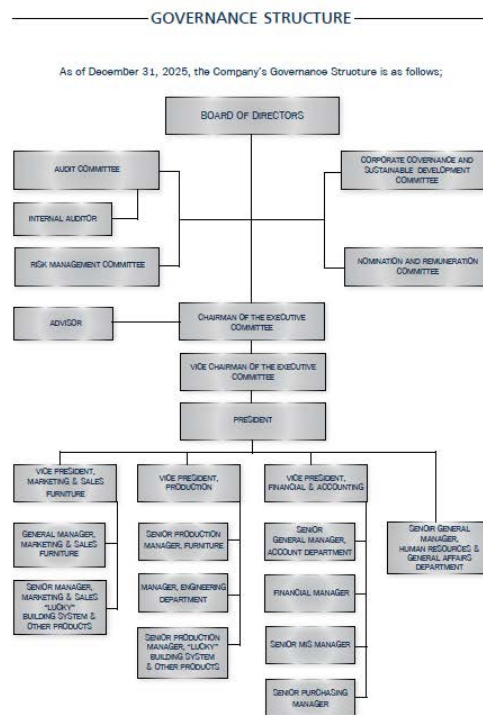 GOVERNANCE STRUCTURE
As of December 31, 2025, the Company's Governance Structure is as follows;
BOARD OF DIRECTORS
AUDIT COMMITTEE
CORPORATE GOVERNANCE AND
SUSTAINABLE DEVELOPMENT
COMMITTEE
INTERNAL AUDITOR
RISK MANAGEMENT COMMITTEE
NOMINATION AND REMUNERATION
COMMITTEE
ADVISOR
CHAIRMAN OF THE EXECUTIVE
COMMITTEE
VICE CHAIRMAN OF THE EXECUTIVE
COMMITTEE
PRESIDENT
VICE PRESIDENT,
MARKETING & SALES
FURNITURE
VICE PRESIDENT,
PRODUCTION
VICE PRESIDENT,
FINANCIAL & ACCOUNTING
GENERAL MANAGER,
MARKETING & SALES
FURNITURE
SENIOR PRODUCTION
MANAGER, FURNITURE
SENIOR
GENERAL MANAGER,
ACCOUNT DEPARTMENT
SENIOR GENERAL
MANAGER,
HUMAN RESOURCES &
GENERAL AFFAIRS
DEPARTMENT
SENIOR MANAGER,
MARKETING & SALES
"LUCKY"
BUILDING SYSTEM &
OTHER PRODUCTS
MANAGER, ENGINEERING
DEPARTMENT
FINANCIAL MANAGER
SENIOR PRODUCTION
MANAGER, "LUCKY"
BUILDING SYSTEM
& OTHER PRODUCTS
SENIOR MIS MANAGER
SENIOR PURCHASING
MANAGER